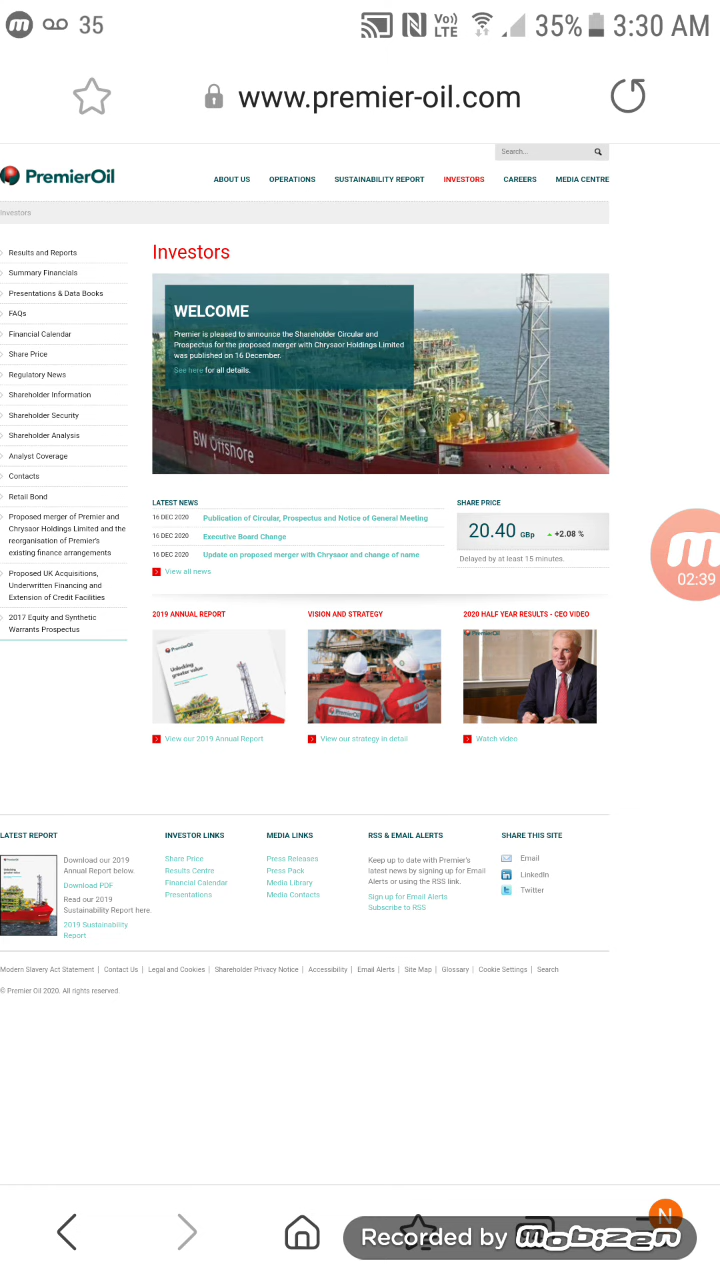 35
Vo)) LTE
35%
3:30 AM
www.premier-oil.com
Search...
PremierOil
ABOUT US OPERATIONS SUSTAINABILITY REPORT INVESTORS CAREERS MEDIA CENTRE
Investors
Results and Reports
Summary Financials
Presentations & Data Books
FAQs
Financial Calendar
Share Price
Regulatory News
Shareholder Information
Shareholder Security
Shareholder Analysis
Analyst Coverage
Contacts
Retail Bond
Proposed merger of Premier and
Chrysaor Holdings Limited and the
reorganisation of Premier's
existing finance arrangements
Proposed UK Acquisitions,
Underwritten Financing and
Extension of Credit Facilities
2017 Equity and Synthetic
Warrants Prospectus
Investors
WELCOME
Premier is pleased to announce the Shareholder Circular and
Prospectus for the proposed merger with Chrysaor Holdings Limited
was published on 16 December.
See here for all details.
BW Offshore
LATEST NEWS
16 DEC 2020 Publication of Circular, Prospectus and Notice of General Meeting
16 DEC 2020 Executive Board Change
16 DEC 2020 Update on proposed merger with Chrysaor and change of name
View all news
SHARE PRICE
20.40 GBp +2.08 %
Delayed by at least 15 minutes.
02:39
2019 ANNUAL REPORT
PremierOil
Unlocking
greater value
View our 2019 Annual Report
VISION AND STRATEGY
PremierOil
View our strategy in detail
2020 HALF YEAR RESULTS - CEO VIDEO
PremierOil
Watch video
LATEST REPORT
Download our 2019
Annual Report below.
Download PDF
Read our 2019
Sustainability Report here.
2019 Sustainability
Report
INVESTOR LINKS
Share Price
Results Centre
Financial Calendar
Presentations
MEDIA LINKS
Press Releases
Press Pack
Media Library
Media Contacts
RSS & EMAIL ALERTS
Keep up to date with Premier's
latest news by signing up for Email
Alerts or using the RSS link.
Sign up for Email Alerts
Subscribe to RSS
SHARE THIS SITE
Email
LinkedIn
Twitter
Modern Slavery Act Statement | Contact Us | Legal and Cookies | Shareholder Privacy Notice | Accessibility | Email Alerts | Site Map | Glossary | Cookie Settings | Search
© Premier Oil 2020. All rights reserved.
N
Recorded by mobizen